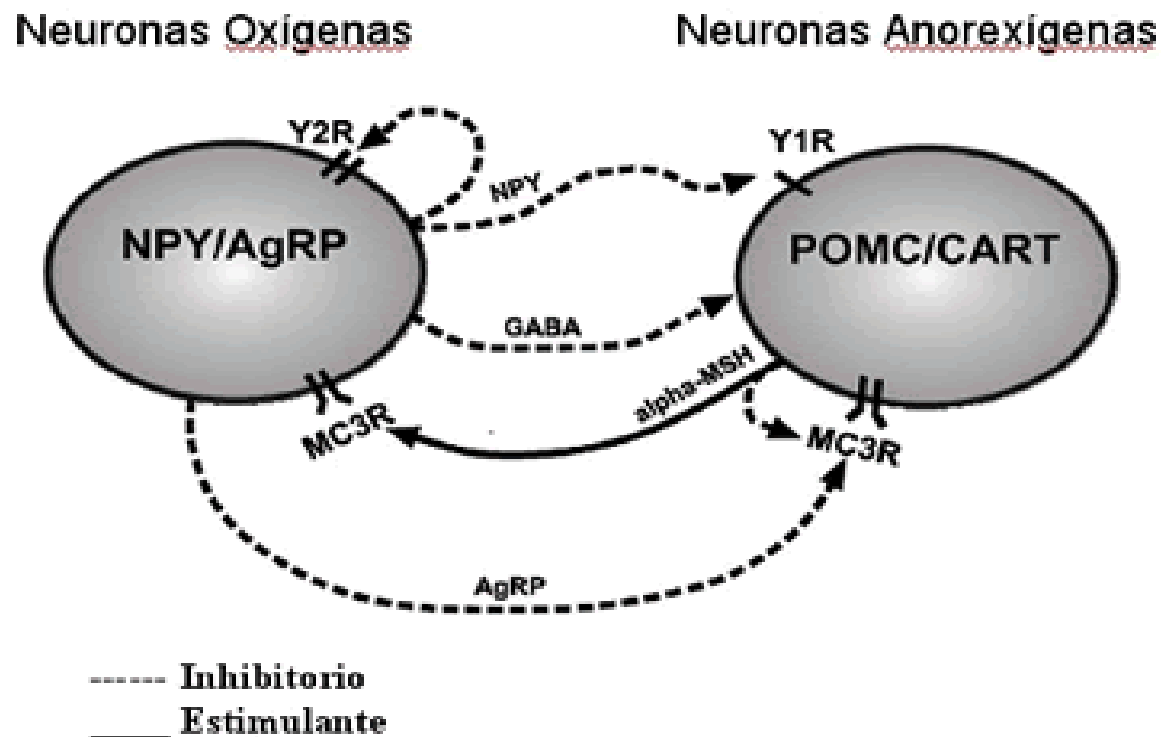 Neuronas Oxígenas
Neuronas Anorexígenas
Y2R
Y1R
NPY
NPY/AgRP
POMC/CART
GABA
alpha-MSH
MC3R
MC3R
AgRP
------ Inhibitorio
______ Estimulante